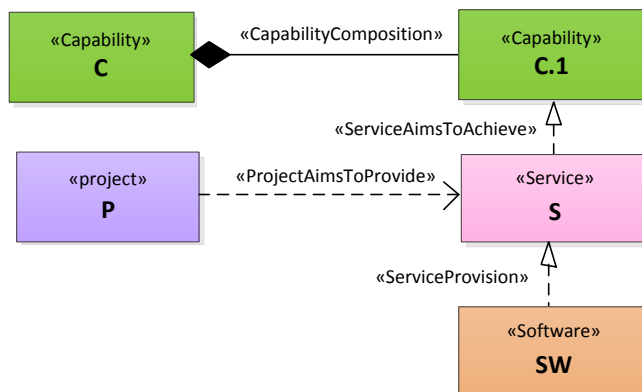 «Capability»
C
«CapabilityComposition»
«Capability»
C.1
«ServiceAimsToAchieve»
«project»
P
«ProjectAimsToProvide»
«Service»
S
«ServiceProvision»
«Software»
SW